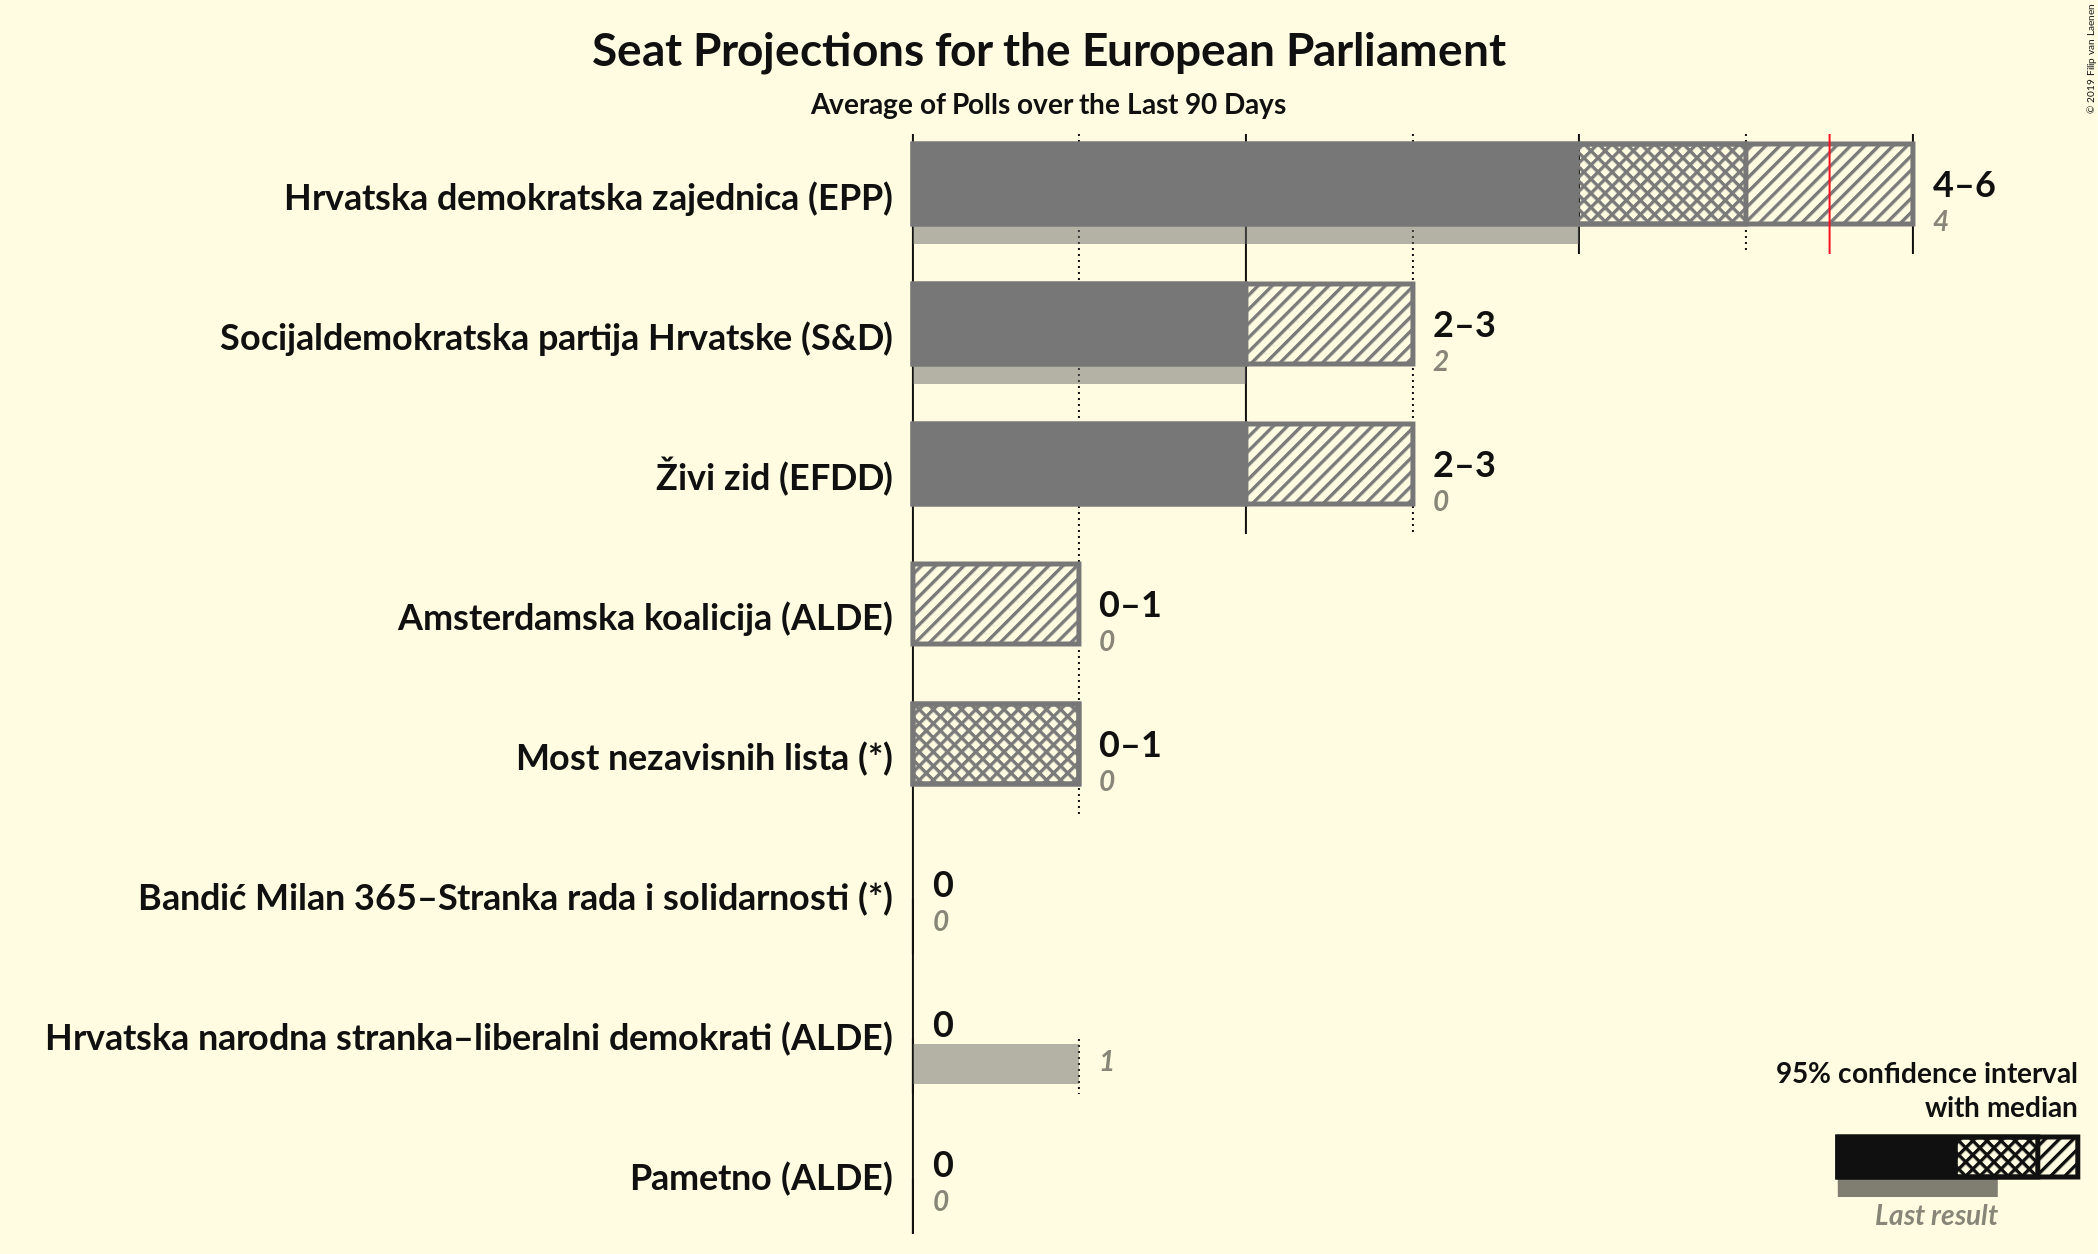 Seat Projections for the European Parliament
Average of Polls over the Last 90 Days
© 2019 Filip van Laenen
Hrvatska demokratska zajednica (EPP)
4–6
4
Socijaldemokratska partija Hrvatske (S&D)
2–3
2
Živi zid (EFDD)
2–3
0
Amsterdamska koalicija (ALDE)
0–1
0
Most nezavisnih lista (*)
0–1
0
Bandić Milan 365–Stranka rada i solidarnosti (*)
0
0
Hrvatska narodna stranka–liberalni demokrati (ALDE)
0
1
Pametno (ALDE)
0
0
95% confidence interval
with median
Last result